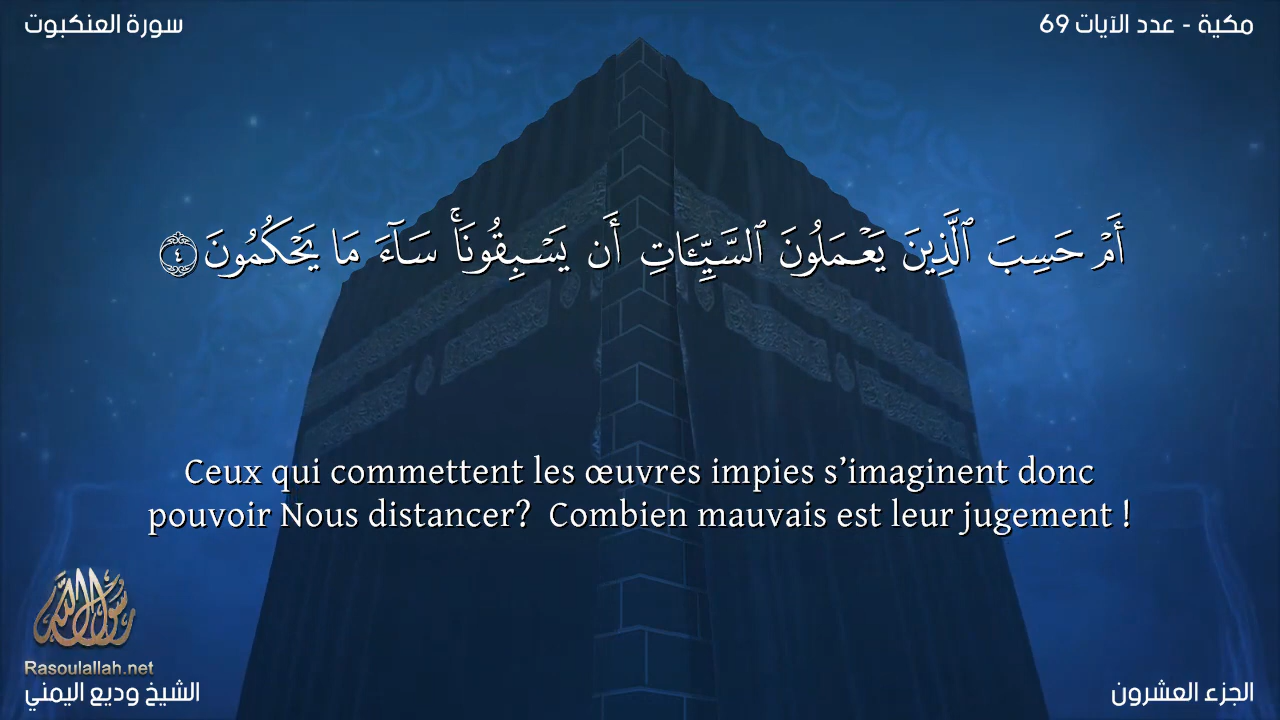 مكية - عدد الآيات 69
سورة العنكبوت
أَمْ حَسِبَ ٱلَّذِينَ يَعْمَلُونَ ٱلسَّيِّـَٔاتِ أَن يَسْبِقُونَاۚ سَآءَ مَا يَحْكُمُونَ ٤
Ceux qui commettent les œuvres impies s’imaginent donc
pouvoir Nous distancer? Combien mauvais est leur jugement !
رسول الله
Rasoulallah.net
الشيخ وديع اليمني
الجزء العشرون